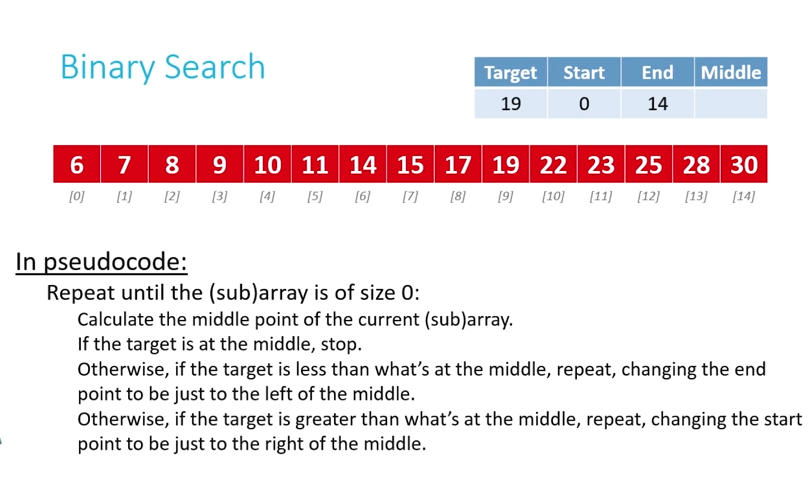 Binary Search
Target Start End Middle
19 0 14
6 7 8 9 10 11 14 15 17 19 22 23 25 28 30
[0] [1] [2] [3] [4] [5] [6] [7] [8] [9] [10] [11] [12] [13] [14]
In pseudocode:
Repeat until the (sub)array is of size 0:
Calculate the middle point of the current (sub)array.
If the target is at the middle, stop.
Otherwise, if the target is less than what's at the middle, repeat, changing the end
point to be just to the left of the middle.
Otherwise, if the target is greater than what's at the middle, repeat, changing the start
point to be just to the right of the middle.